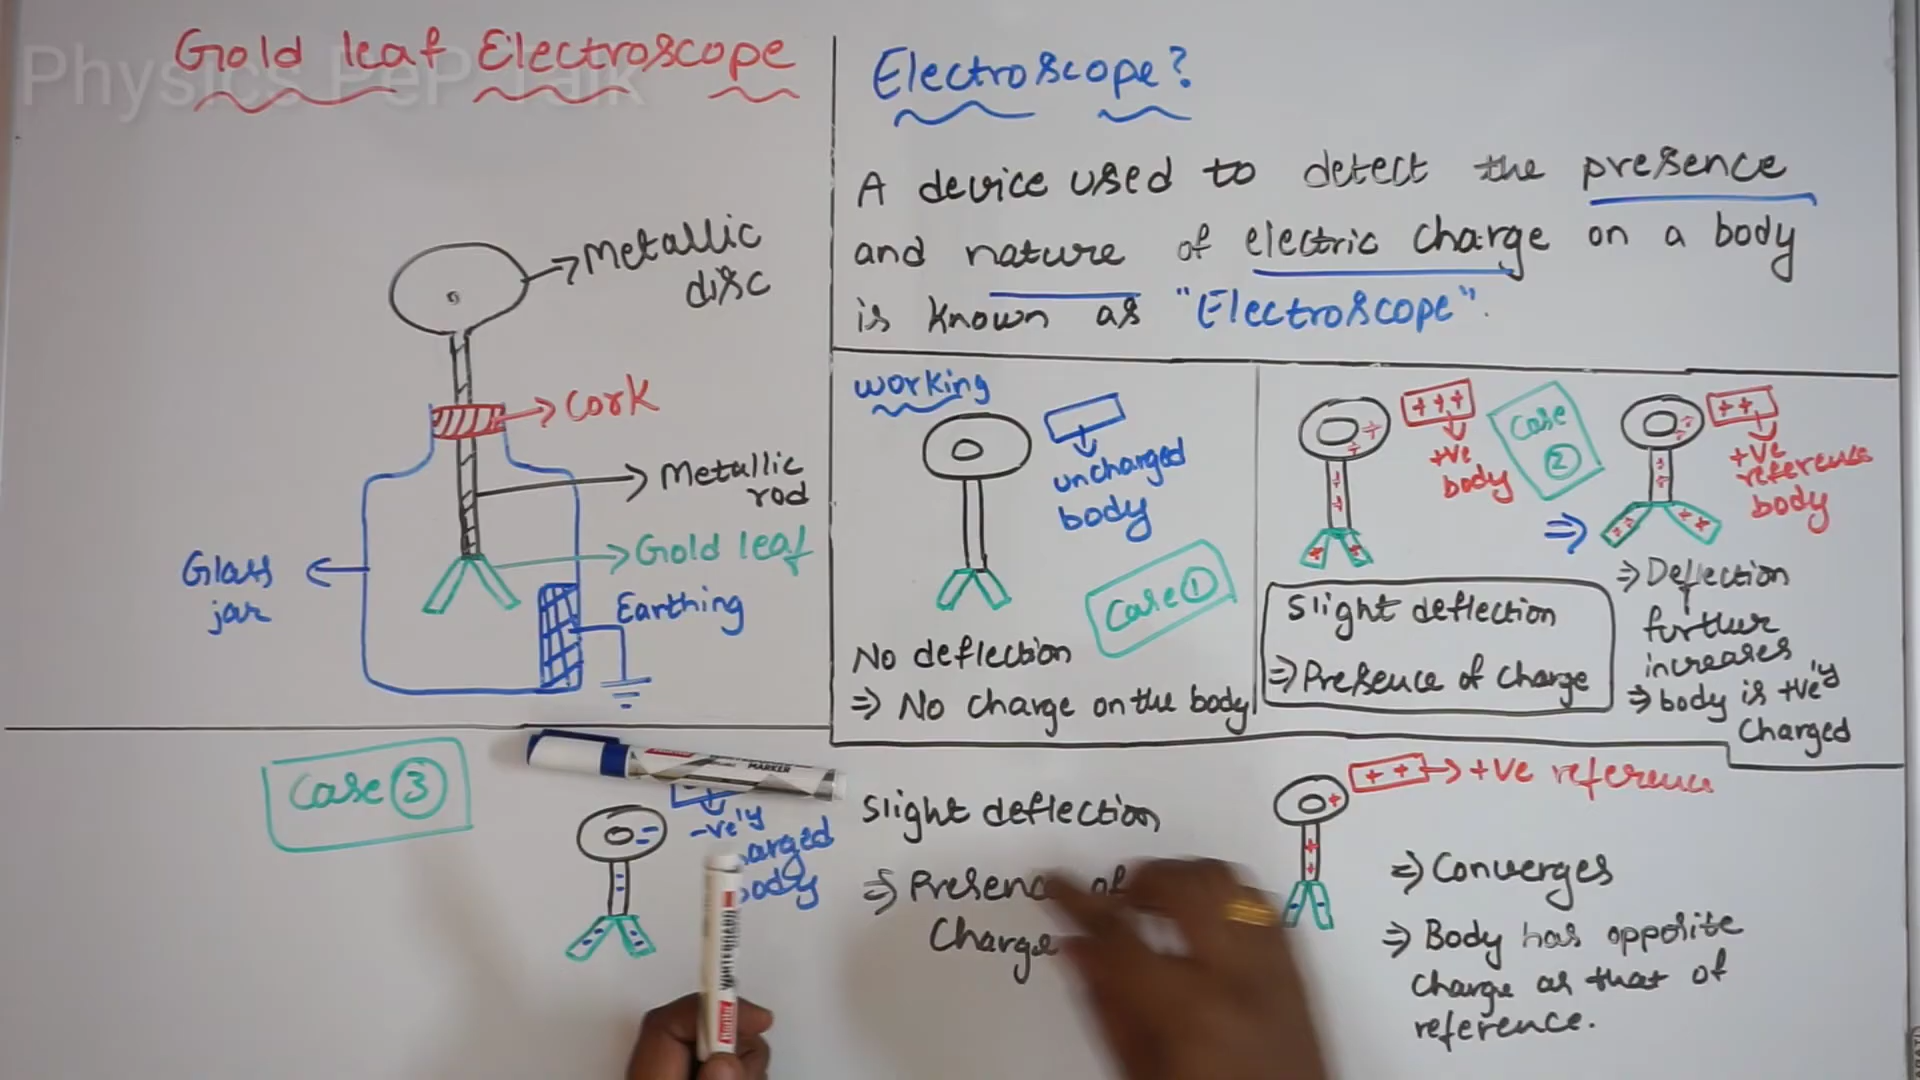 Physics PeP Talk
Gold leaf Electroscope
Metallic
disc
Cork
Metallic
rod
Gold leaf
Glass
jar
Earthing
Electroscope?
A device used to detect the presence
and nature of electric charge on a body
is known as "Electroscope".
working
uncharged
body
Case 1
No deflection
⇒ No charge on the body
+ + +
+ve
body
Case
2
Slight deflection
⇒ Presence of charge
⇒
+ +
+ve
reference
body
⇒ Deflection
further
increases
⇒ body is +ve'ly
Charged
Case 3
MARKER
-ve'ly
body
Slight deflection
⇒ Presence of
Charge
+ + → +ve reference
⇒ Converges
⇒ Body has opposite
charge as that of
reference.